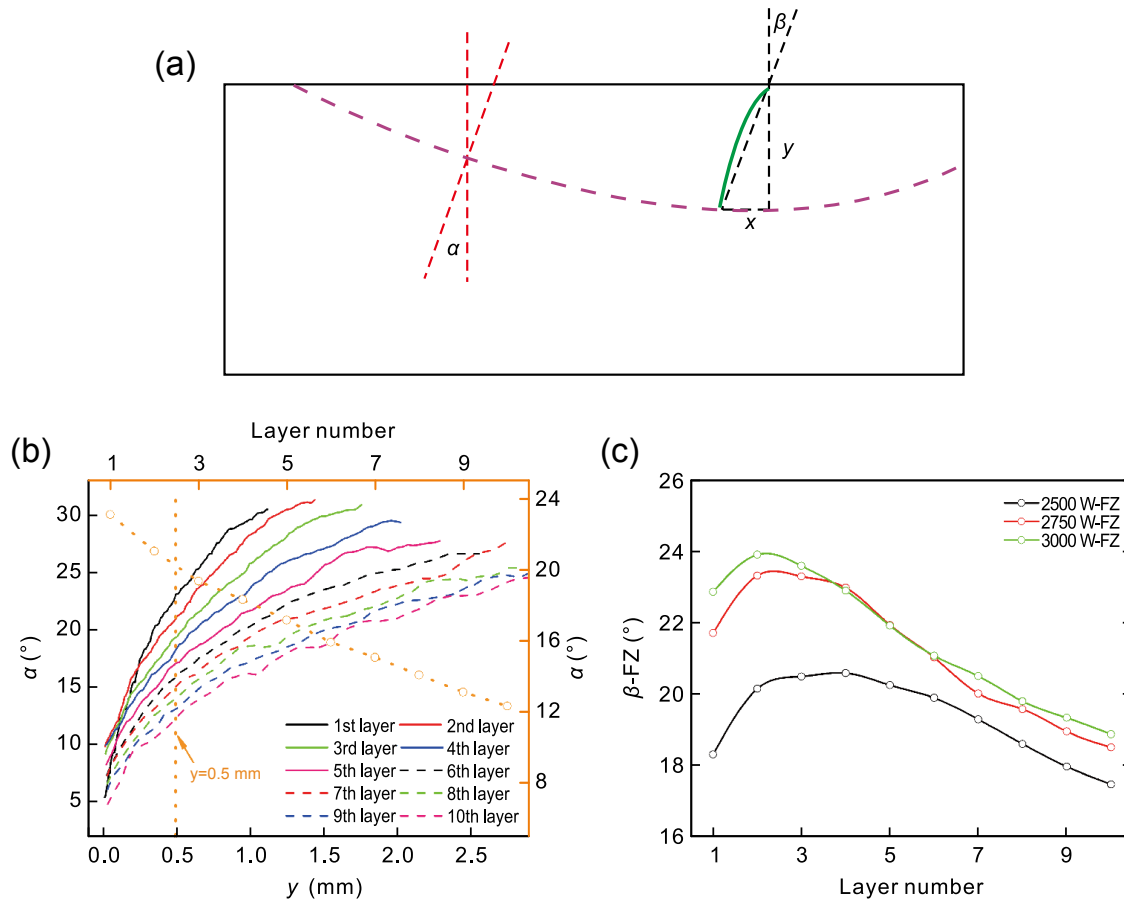 (a)
β
y
x
α
(b)
Layer number
1 3 5 7 9
30
25
20
15
10
5
α (°)
24
20
16
12
8
α (°)
1st layer 2nd layer
3rd layer 4th layer
5th layer 6th layer
7th layer 8th layer
9th layer 10th layer
y=0.5 mm
0.0 0.5 1.0 1.5 2.0 2.5
y (mm)
(c)
26
24
22
20
18
16
β-FZ (°)
2500 W-FZ
2750 W-FZ
3000 W-FZ
1 3 5 7 9
Layer number